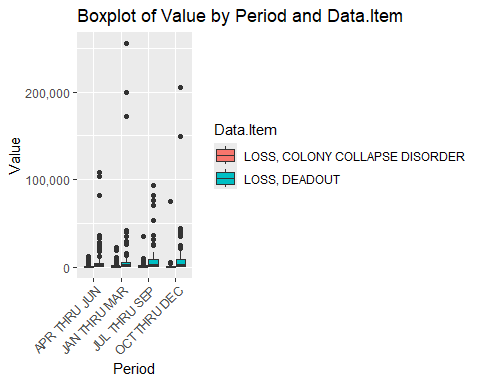 Boxplot of Value by Period and Data.Item
Value
200,000
100,000
0
APR THRU JUN
JAN THRU MAR
JUL THRU SEP
OCT THRU DEC
Period
Data.Item
LOSS, COLONY COLLAPSE DISORDER
LOSS, DEADOUT